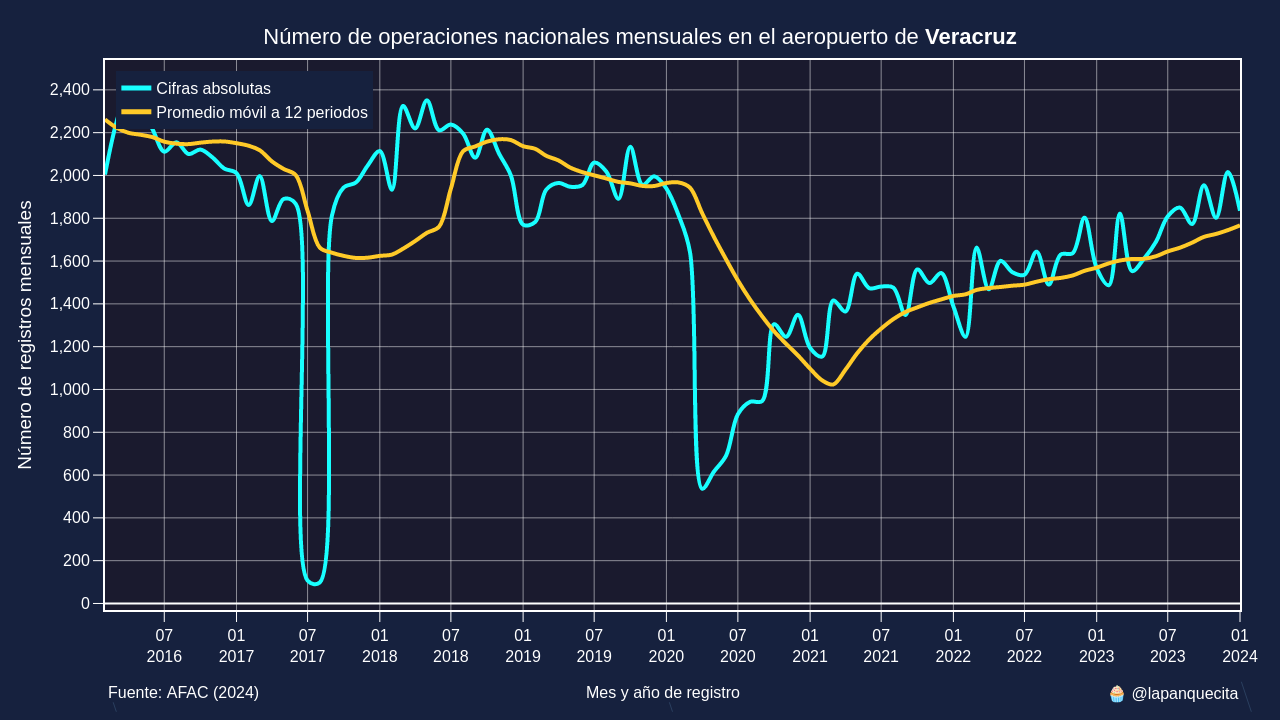 Número de operaciones nacionales mensuales en el aeropuerto de Veracruz
Cifras absolutas
Promedio móvil a 12 periodos
Número de registros mensuales
2,400
2,200
2,000
1,800
1,600
1,400
1,200
1,000
800
600
400
200
0
07 01 07 01 07 01 07 01 07 01 07 01 07 01 07 01
2016 2017 2017 2018 2018 2019 2019 2020 2020 2021 2021 2022 2022 2023 2023 2024
Fuente: AFAC (2024)
Mes y año de registro
🧁 @lapanquecita